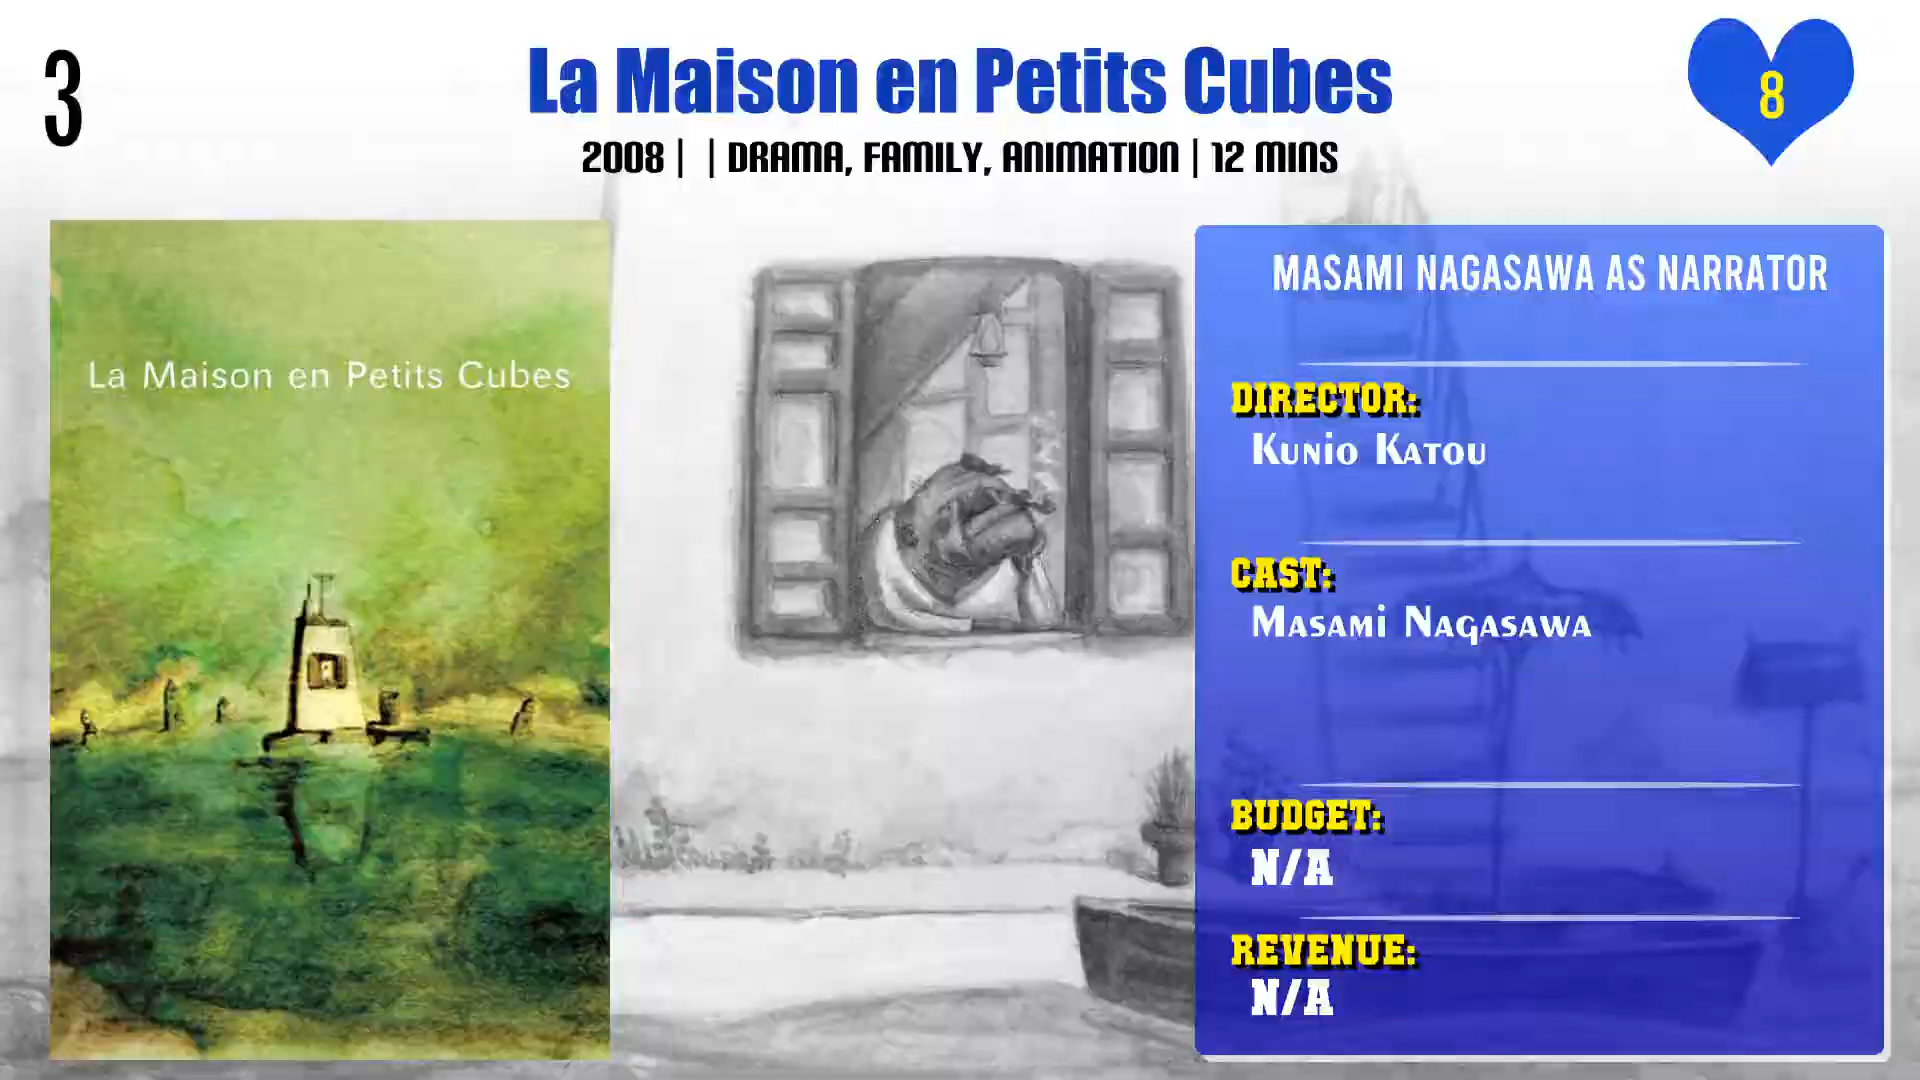 3
La Maison en Petits Cubes
8
2008 | | DRAMA, FAMILY, ANIMATION | 12 MINS
La Maison en Petits Cubes
MASAMI NAGASAWA AS NARRATOR
DIRECTOR:
Kunio Katou
CAST:
Masami Nagasawa
BUDGET:
N/A
REVENUE:
N/A